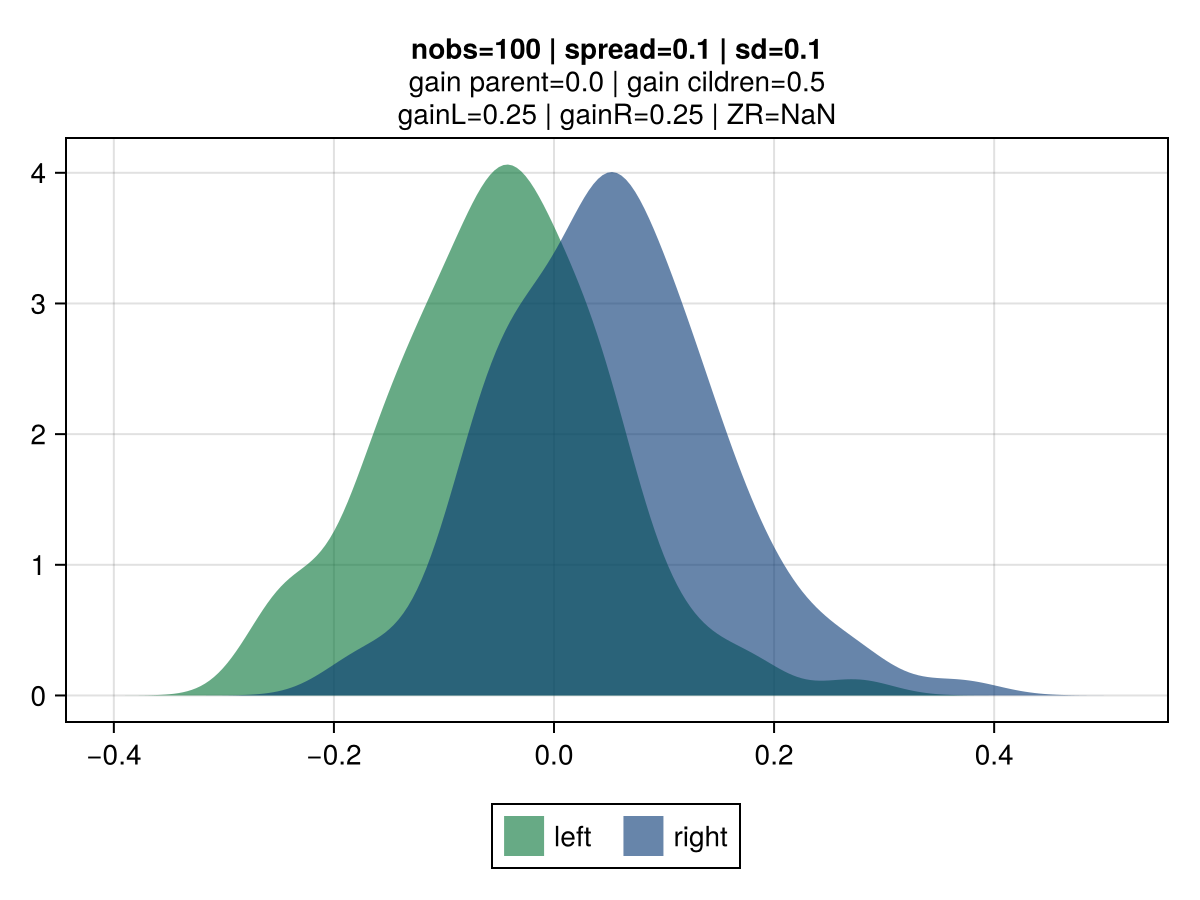 nobs=100 | spread=0.1 | sd=0.1
gain parent=0.0 | gain cildren=0.5
gainL=0.25 | gainR=0.25 | ZR=NaN
4
3
2
1
0
−0.4
−0.2
0.0
0.2
0.4
left
right